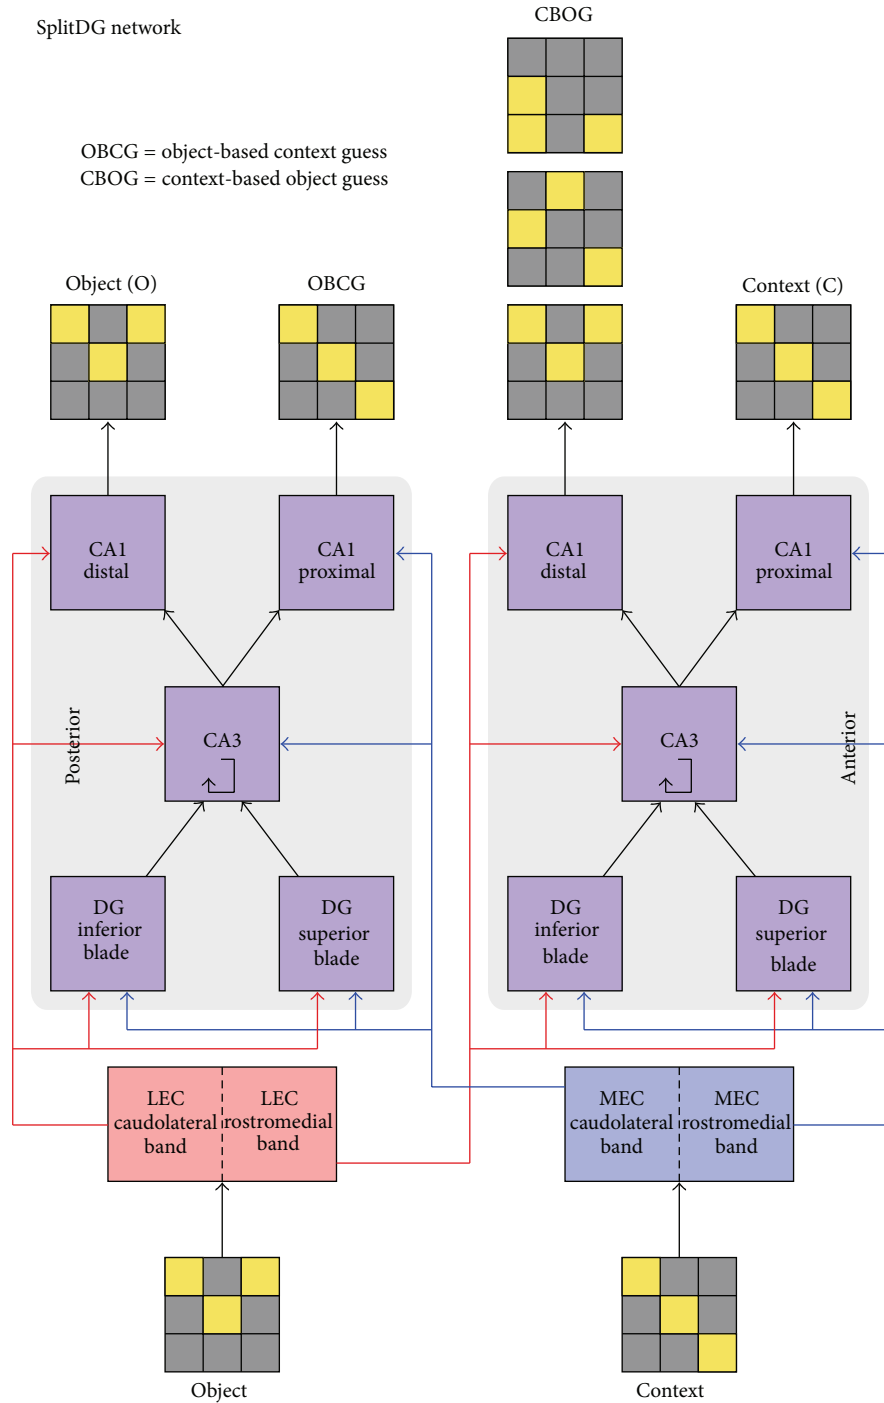 SplitDG network
CBOG
OBCG = object-based context guess
CBOG = context-based object guess
Object (O)
OBCG
Context (C)
CA1
distal
CA1
proximal
CA1
distal
CA1
proximal
Posterior
CA3
CA3
Anterior
DG
inferior
blade
DG
superior
blade
DG
inferior
blade
DG
superior
blade
LEC
caudolateral
band
LEC
rostromedial
band
MEC
caudolateral
band
MEC
rostromedial
band
Object
Context